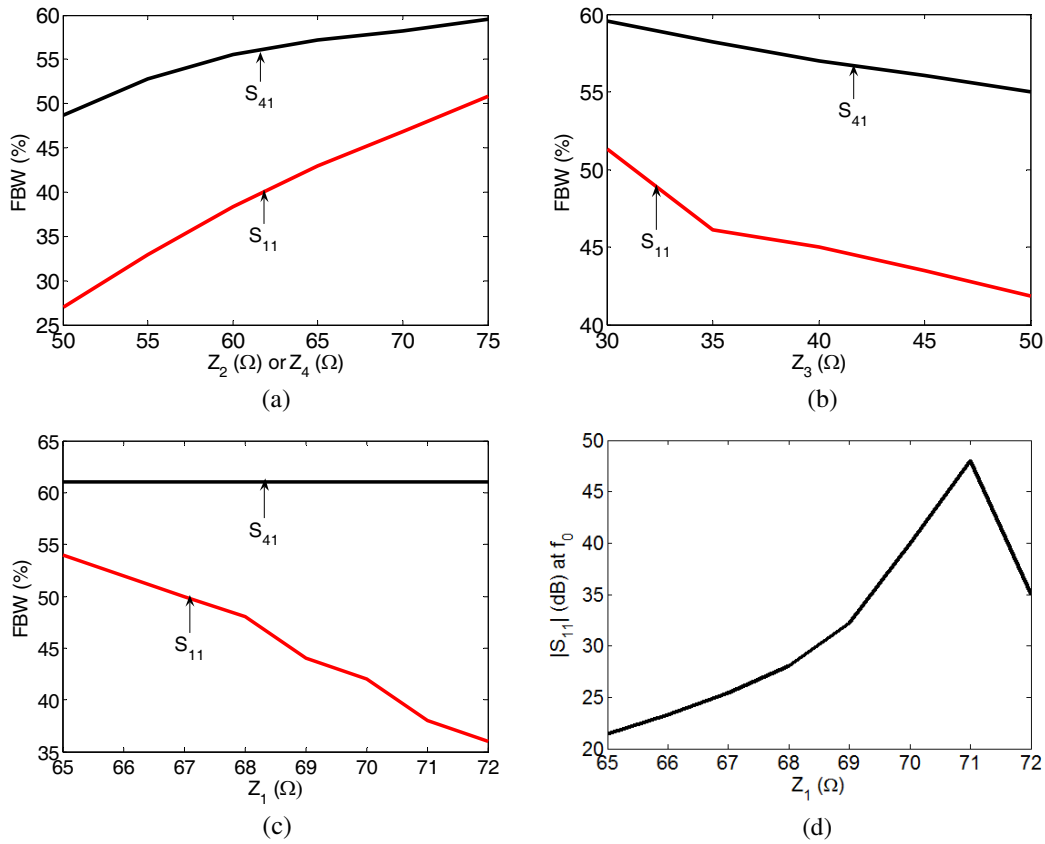 60
55
50
45
40
35
30
25
FBW (%)
S41
S11
50 55 60 65 70 75
Z2 (Ω) or Z4 (Ω)
(a)
60
55
50
45
40
FBW (%)
S41
S11
30 35 40 45 50
Z3 (Ω)
(b)
65
60
55
50
45
40
35
FBW (%)
S41
S11
65 66 67 68 69 70 71 72
Z1 (Ω)
(c)
50
45
40
35
30
25
20
|S11| (dB) at f0
65 66 67 68 69 70 71 72
Z1 (Ω)
(d)